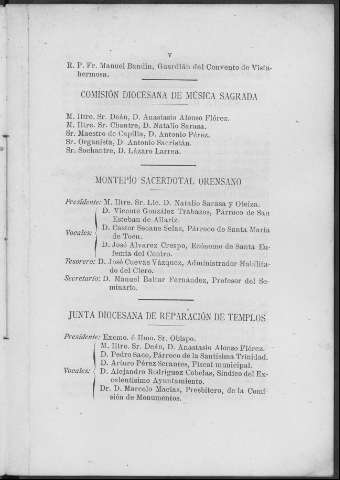 V
R. P. Fr. Manuel Bandín, Guardián del Convento de Vista-
hermosa.
COMISIÓN DIOCESANA DE MÚSICA SAGRADA
M. Iltre. Sr. Deán, D. Anastasio Alonso Flórez.
M. Iltre. Sr. Chantre, D. Natalio Sarasa.
Sr. Maestro de Capilla, D. Antonio Pérez.
Sr. Organista, D. Antonio Sacristán.
Sr. Sochantre, D. Lázaro Larrea.
MONTEPÍO SACERDOTAL ORENSANO
Presidente: M. Iltre. Sr. Lic. D. Natalio Sarasa y Oteiza.
D. Vicente González Trabazos, Párroco de San
Esteban de Allariz.
Vocales: D. Castor Seoane Selas, Párroco de Santa María
de Toén.
D. José Alvarez Crespo, Ecónomo de Santa Eu-
femia del Centro.
Tesorero: D. José Cuevas Vázquez, Administrador Habilita-
do del Clero.
Secretario: D. Manuel Baltar Fernández, Profesor del Se-
minario.
JUNTA DIOCESANA DE REPARACIÓN DE TEMPLOS
Presidente: Excmo. é Ilmo. Sr. Obispo.
M. Iltre. Sr. Deán, D. Anastasio Alonso Flórez.
D. Pedro Saco, Párroco de la Santísima Trinidad.
D. Arturo Pérez Serantes, Fiscal municipal.
Vocales: D. Alejandro Rodríguez Cobelas, Síndico del Ex-
celentísimo Ayuntamiento.
Dr. D. Marcelo Macías, Presbítero, de la Comi-
sión de Monumentos.